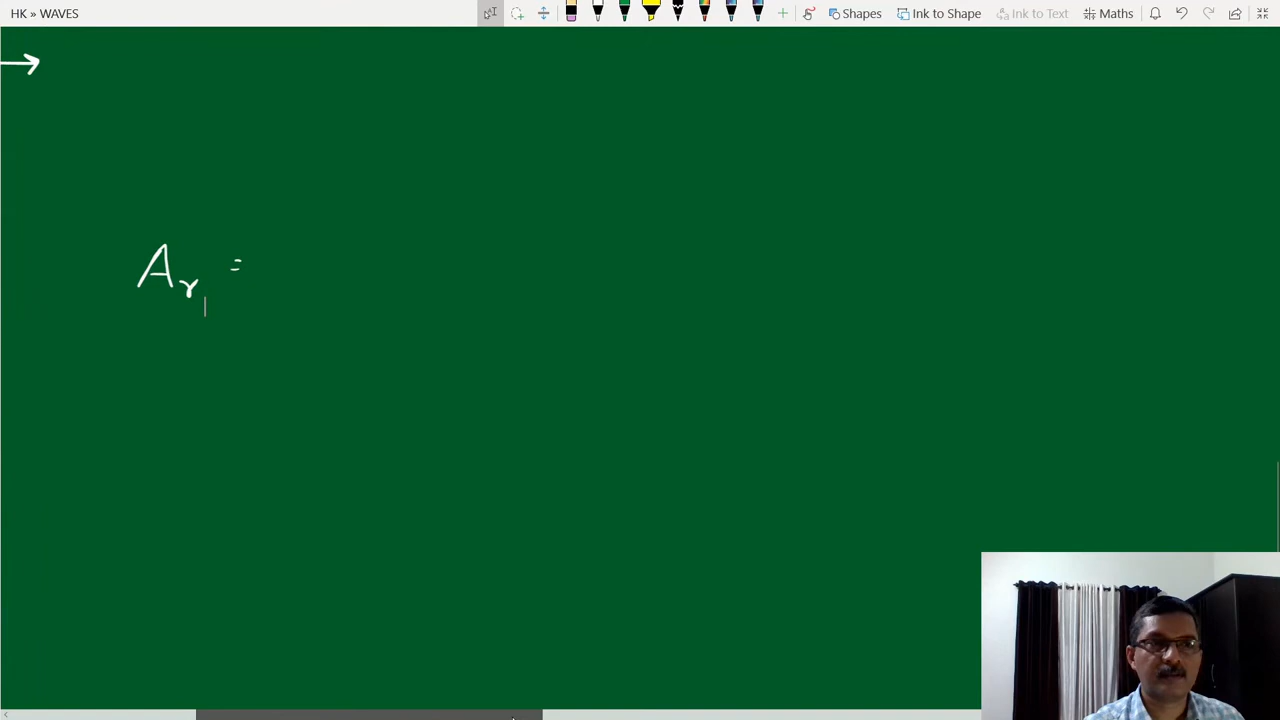 HK » WAVES
Shapes
Ink to Shape
Ink to Text
Maths
Aᵣ =